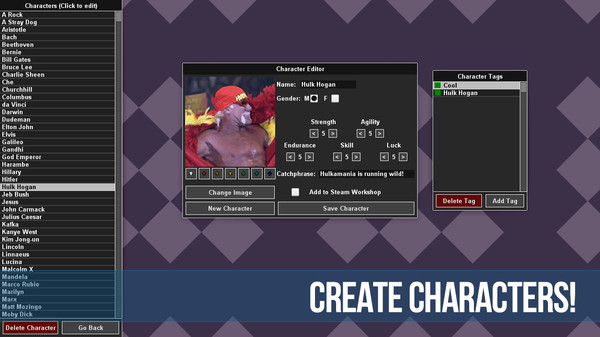 Characters (Click to edit)
A Rock
A Stray Dog
Aristotle
Bach
Beethoven
Bernie
Bill Gates
Bruce Lee
Charlie Sheen
Che
Churchill
Columbus
da Vinci
Darwin
Dudeman
Elton John
Elvis
Galileo
Gandhi
God Emperor
Harambe
Hillary
Hitler
Hulk Hogan
Jeb Bush
Jesus
John Carmack
Julius Caesar
Kafka
Kanye West
Kim Jong-un
Lincoln
Linnaeus
Lucina
Malcolm X
Mandela
Marco Rubio
Marilyn
Marx
Matt Mozingo
Moby Dick
Delete Character
Go Back
Character Editor
Name: Hulk Hogan
Gender: M F
Strength Agility
< 5 > < 5 >
Endurance Skill Luck
< 5 > < 5 > < 5 >
Catchphrase: Hulkamania is running wild!
Change Image
Add to Steam Workshop
New Character
Save Character
Character Tags
Cool
Hulk Hogan
Delete Tag
Add Tag
CREATE CHARACTERS!